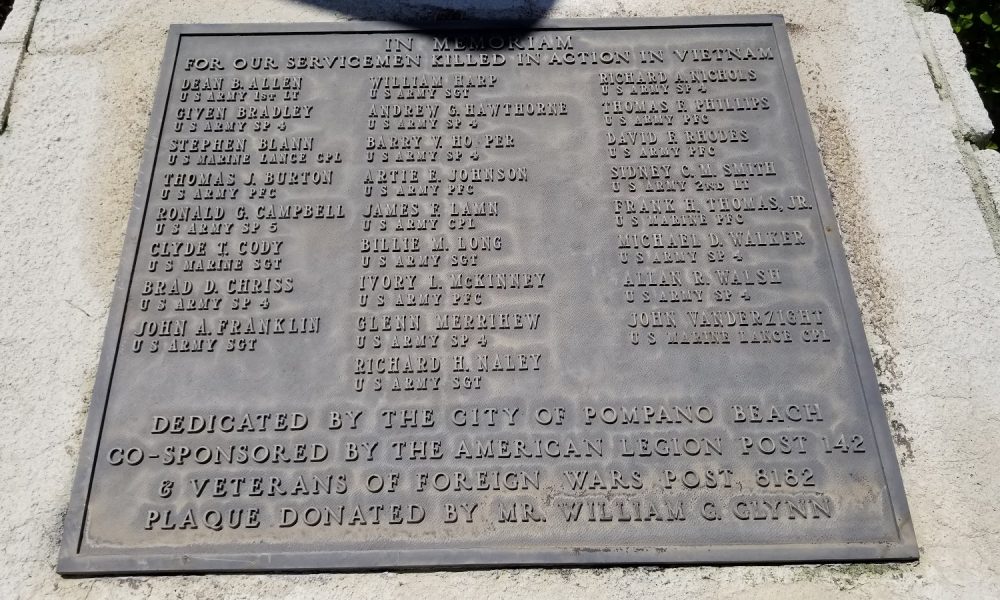 IN MEMORIAM
FOR OUR SERVICEMEN KILLED IN ACTION IN VIETNAM
DEAN B. ALLEN
U S ARMY 1ST LT
GIVEN BRADLEY
U S ARMY SP 4
STEPHEN BLANN
U S MARINE LANCE CPL
THOMAS J. BURTON
U S ARMY PFC
RONALD G. CAMPBELL
U S ARMY SP 5
CLYDE T. CODY
U S MARINE SGT
BRAD D. CHRISS
U S ARMY SP 4
JOHN A. FRANKLIN
U S ARMY SGT
WILLIAM HARP
U S ARMY SGT
ANDREW G. HAWTHORNE
U S ARMY SP 4
BARRY V. HO PER
U S ARMY SP 4
ARTIE E. JOHNSON
U S ARMY PFC
JAMES F. LAMN
U S ARMY CPL
BILLIE M. LONG
U S ARMY SGT
IVORY L. McKINNEY
U S ARMY PFC
GLENN MERRIHEW
U S ARMY SP 4
RICHARD H. NALEY
U S ARMY SGT
RICHARD A. NICHOLS
U S ARMY SP 4
THOMAS F. PHILLIPS
U S ARMY PFC
DAVID F. RHODES
U S ARMY PFC
SIDNEY C. M. SMITH
U S ARMY 2ND LT
FRANK H. THOMAS, JR.
U S MARINE PFC
MICHAEL D. WALKER
U S ARMY SP 4
ALLAN R. WALSH
U S ARMY SP 4
JOHN VANDERZICHT
U S MARINE LANCE CPL
DEDICATED BY THE CITY OF POMPANO BEACH
CO-SPONSORED BY THE AMERICAN LEGION POST 142
& VETERANS OF FOREIGN WARS POST 8182
PLAQUE DONATED BY MR. WILLIAM G. GLYNN